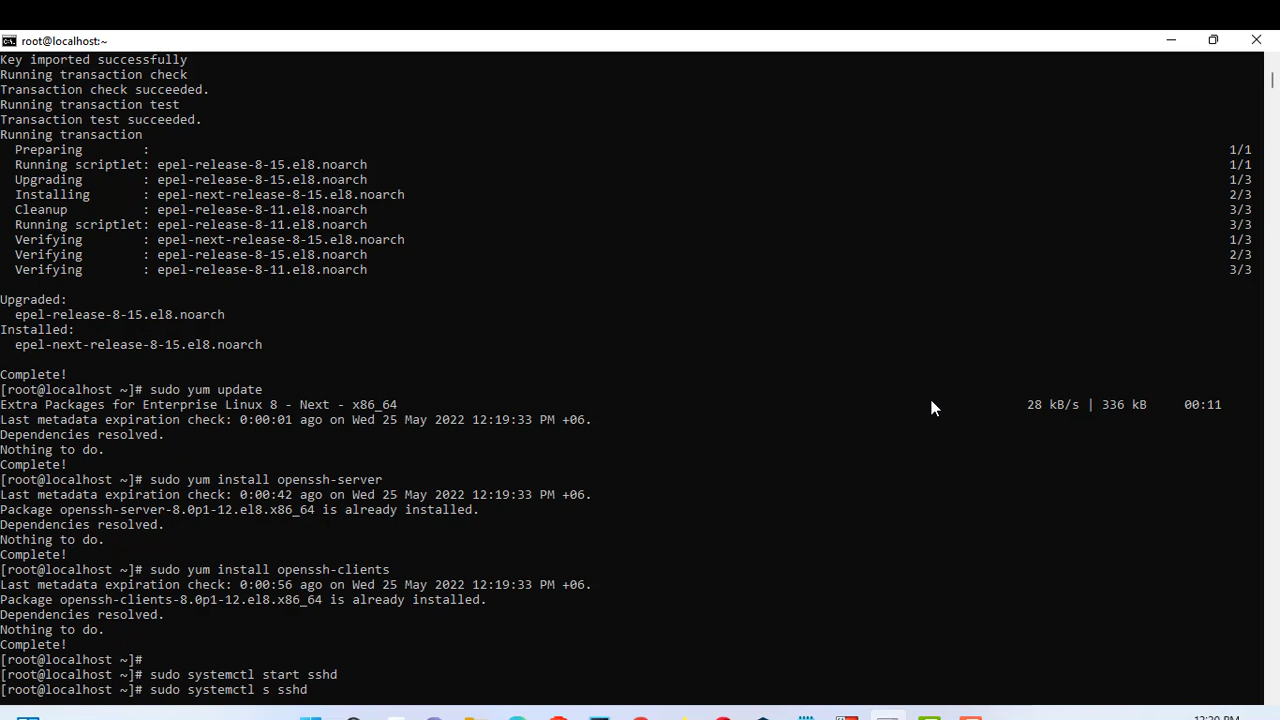 root@localhost:~
Key imported successfully
Running transaction check
Transaction check succeeded.
Running transaction test
Transaction test succeeded.
Running transaction
Preparing : 1/1
Running scriptlet: epel-release-8-15.el8.noarch 1/1
Upgrading : epel-release-8-15.el8.noarch 1/3
Installing : epel-next-release-8-15.el8.noarch 2/3
Cleanup : epel-release-8-11.el8.noarch 3/3
Running scriptlet: epel-release-8-11.el8.noarch 3/3
Verifying : epel-next-release-8-15.el8.noarch 1/3
Verifying : epel-release-8-15.el8.noarch 2/3
Verifying : epel-release-8-11.el8.noarch 3/3
Upgraded:
epel-release-8-15.el8.noarch
Installed:
epel-next-release-8-15.el8.noarch
Complete!
[root@localhost ~]# sudo yum update
Extra Packages for Enterprise Linux 8 - Next - x86_64 28 kB/s | 336 kB 00:11
Last metadata expiration check: 0:00:01 ago on Wed 25 May 2022 12:19:33 PM +06.
Dependencies resolved.
Nothing to do.
Complete!
[root@localhost ~]# sudo yum install openssh-server
Last metadata expiration check: 0:00:42 ago on Wed 25 May 2022 12:19:33 PM +06.
Package openssh-server-8.0p1-12.el8.x86_64 is already installed.
Dependencies resolved.
Nothing to do.
Complete!
[root@localhost ~]# sudo yum install openssh-clients
Last metadata expiration check: 0:00:56 ago on Wed 25 May 2022 12:19:33 PM +06.
Package openssh-clients-8.0p1-12.el8.x86_64 is already installed.
Dependencies resolved.
Nothing to do.
Complete!
[root@localhost ~]#
[root@localhost ~]# sudo systemctl start sshd
[root@localhost ~]# sudo systemctl s sshd